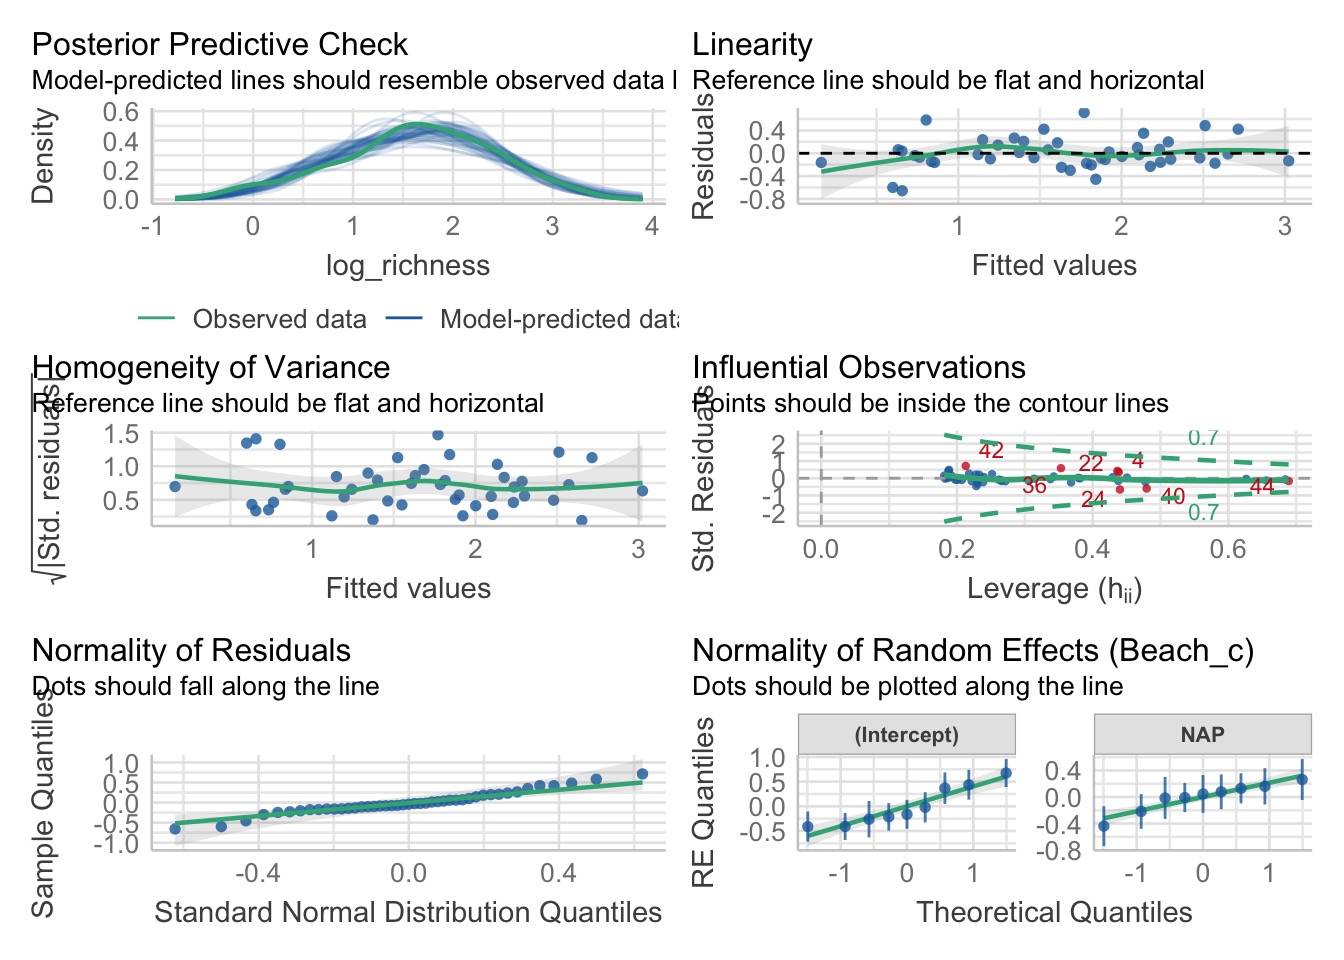 Posterior Predictive Check
Model-predicted lines should resemble observed data l
Density
0.6
0.4
0.2
0.0
-1 0 1 2 3 4
log_richness
Observed data Model-predicted data
Linearity
Reference line should be flat and horizontal
Residuals
0.4
0.0
-0.4
-0.8
1 2 3
Fitted values
Homogeneity of Variance
Reference line should be flat and horizontal
√|Std. residuals|
1.5
1.0
0.5
1 2 3
Fitted values
Influential Observations
Points should be inside the contour lines
Std. Residuals
2
1
0
-1
-2
0.7
42
22
4
36
24
40
44
0.7
0.0 0.2 0.4 0.6
Leverage (hii)
Normality of Residuals
Dots should fall along the line
Sample Quantiles
1.0
0.5
0.0
-0.5
-1.0
-0.4 0.0 0.4
Standard Normal Distribution Quantiles
Normality of Random Effects (Beach_c)
Dots should be plotted along the line
RE Quantiles
(Intercept)
1.0
0.5
0.0
-0.5
-1 0 1
NAP
0.4
0.0
-0.4
-0.8
-1 0 1
Theoretical Quantiles